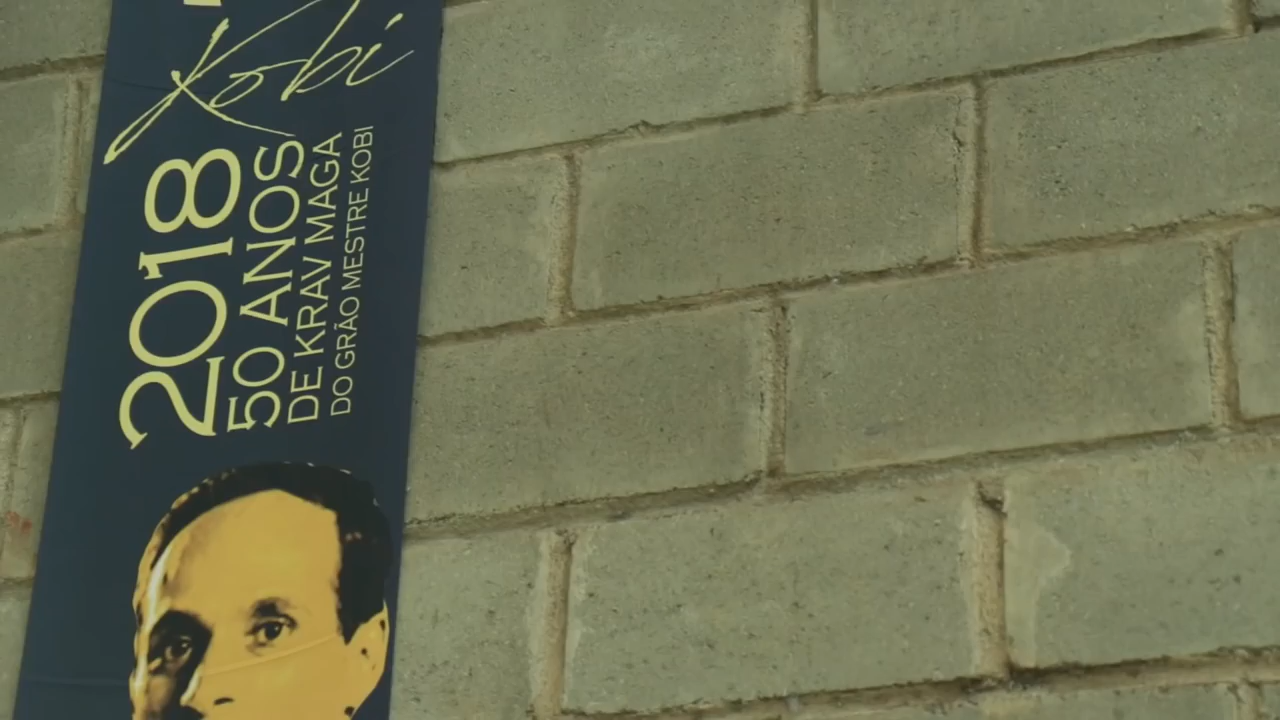 Kobi
2018
50 ANOS
DE KRAV MAGA
DO GRÃO MESTRE KOBI